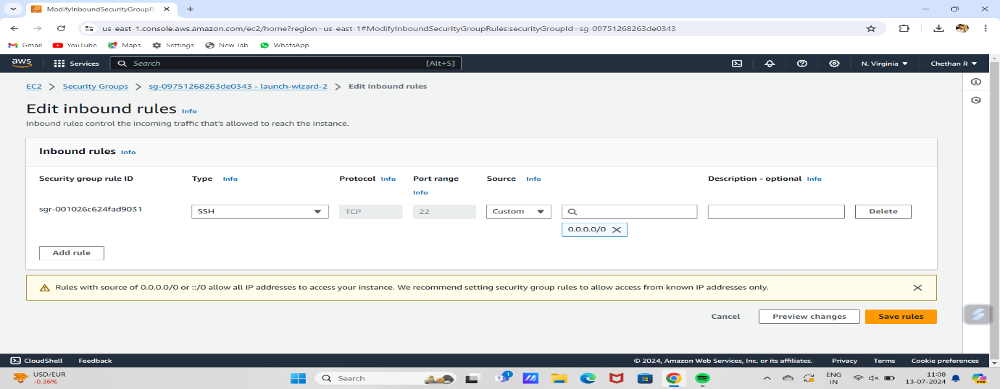 ModifyInboundSecurityGroupR
us-east-1.console.aws.amazon.com/ec2/home?region=us-east-1#ModifyInboundSecurityGroupRules:securityGroupId=sg-09751268263de0343
Gmail YouTube Maps Settings New Tab WhatsApp
aws Services Search [Alt+S] N. Virginia Chethan R
EC2 > Security Groups > sg-09751268263de0343 - launch-wizard-2 > Edit inbound rules
Edit inbound rules Info
Inbound rules control the incoming traffic that's allowed to reach the instance.
Inbound rules Info
Security group rule ID Type Info Protocol Info Port range Source Info Description - optional Info
Info
sgr-001026c624fad9031 SSH TCP 22 Custom Delete
0.0.0.0/0
Add rule
Rules with source of 0.0.0.0/0 or ::/0 allow all IP addresses to access your instance. We recommend setting security group rules to allow access from known IP addresses only.
Cancel Preview changes Save rules
CloudShell Feedback © 2024, Amazon Web Services, Inc. or its affiliates. Privacy Terms Cookie preferences
USD/EUR
-0.36%
Search
1
ENG
IN
11:08
13-07-2024
PRE